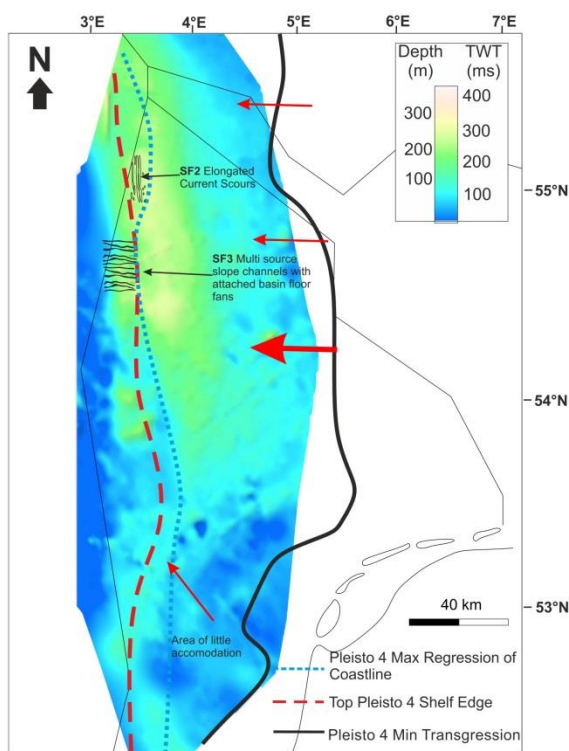 3°E 4°E 5°E 6°E 7°E
N
Depth TWT
(m) (ms)
400
300 300
200 200
100 100
SF2 Elongated
Current Scours
55°N
SF3 Multi source
slope channels with
attached basin floor
fans
54°N
53°N
40 km
Area of little
accomodation
Pleisto 4 Max Regression of
Coastline
Top Pleisto 4 Shelf Edge
Pleisto 4 Min Transgression